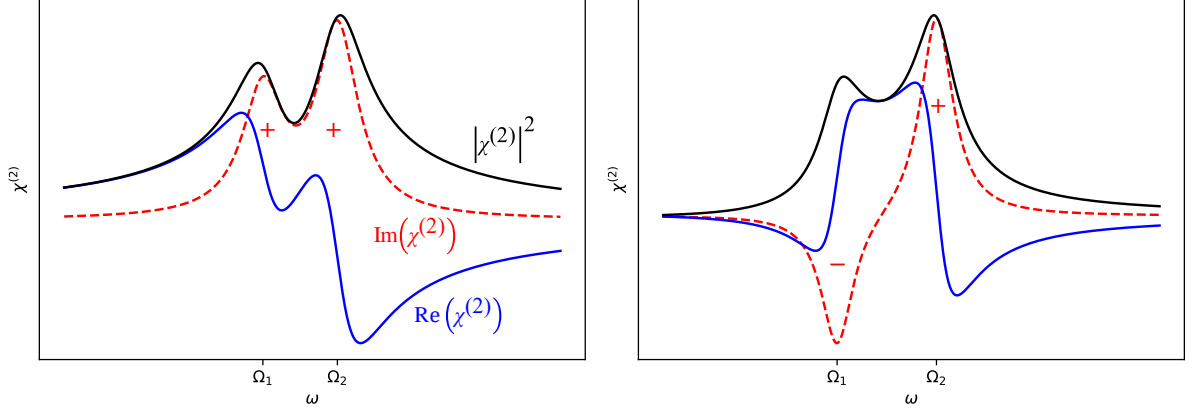 χ⁽²⁾
+ +
|χ⁽²⁾|²
Im(χ⁽²⁾)
Re(χ⁽²⁾)
Ω₁ Ω₂
ω
χ⁽²⁾
+
−
Ω₁ Ω₂
ω